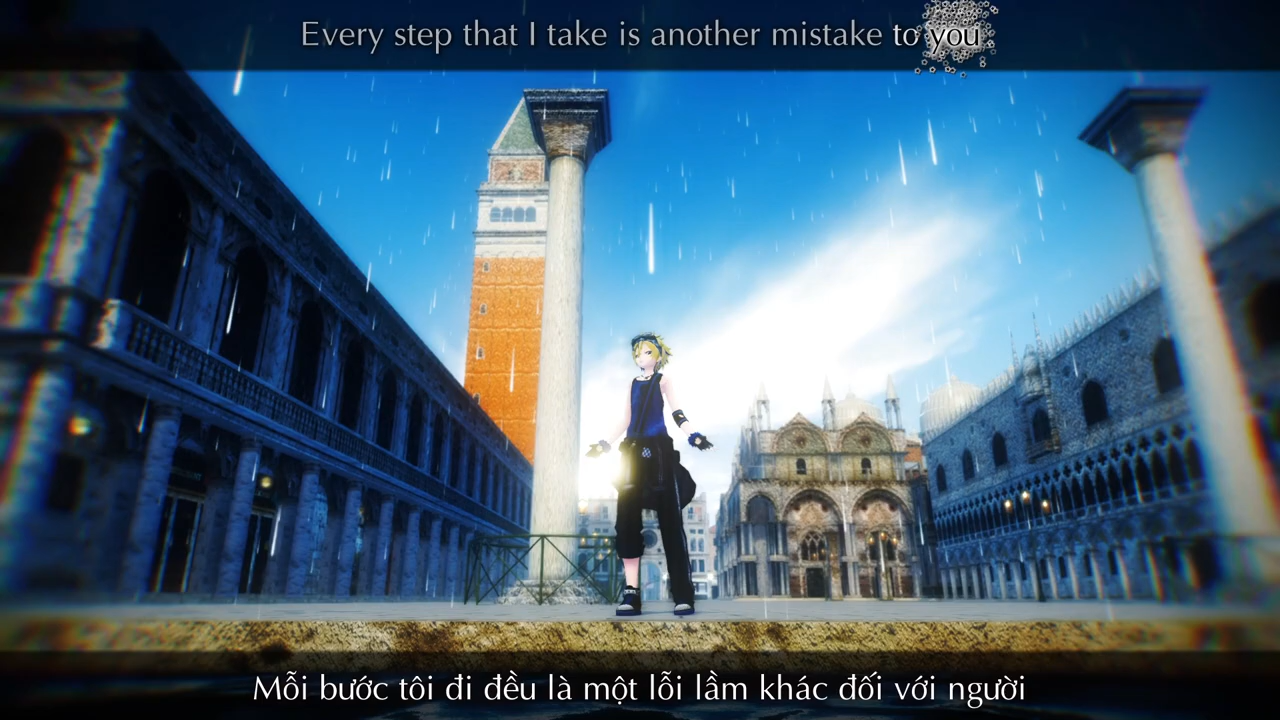 Every step that I take is another mistake to you
Mỗi bước tôi đi đều là một lỗi lầm khác đối với người